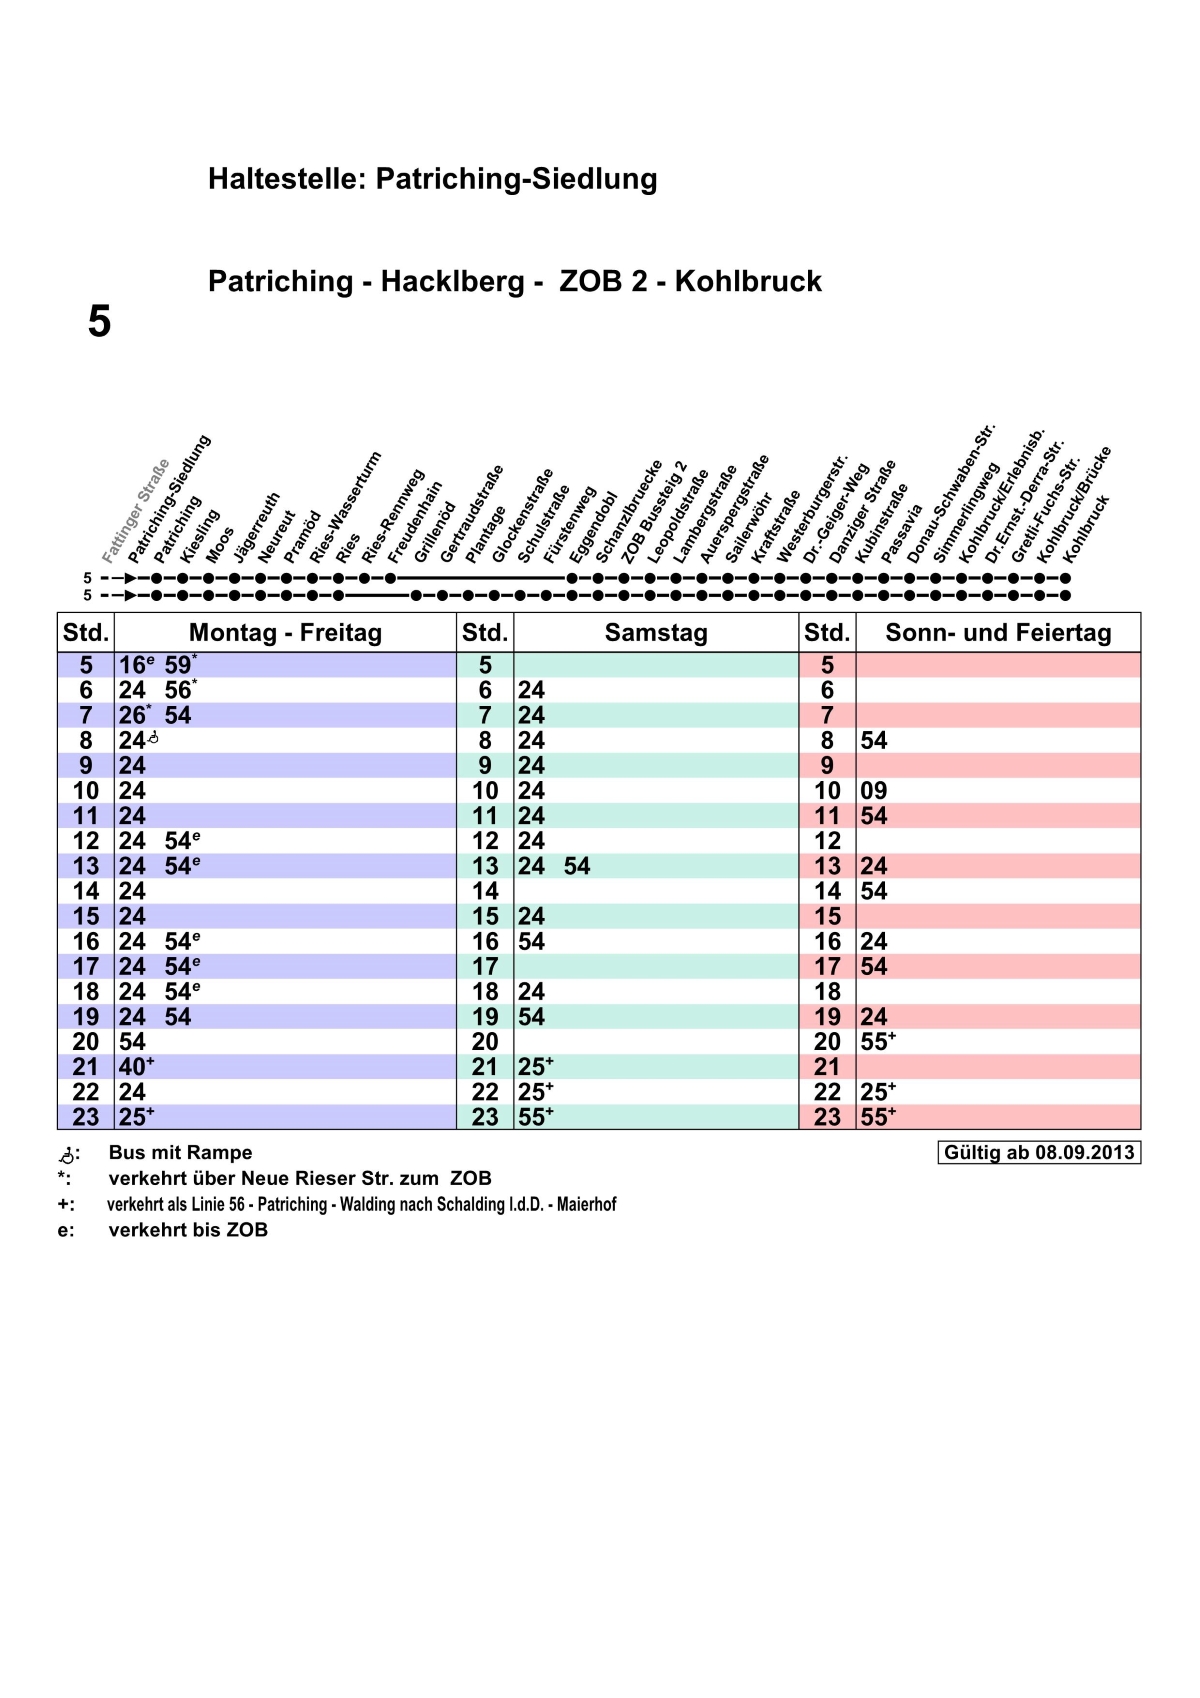 Haltestelle: Patriching-Siedlung
Patriching - Hacklberg - ZOB 2 - Kohlbruck
5
Fattinger Straße
Patriching-Siedlung
Patriching
Kiesling
Moos
Jägerreuth
Neureut
Pramöd
Ries-Wasserturm
Ries
Ries-Rennweg
Freudenhain
Grillenöd
Gertraudstraße
Plantage
Glockenstraße
Schulstraße
Fürstenweg
Eggendobl
Schanzlbruecke
ZOB Bussteig 2
Leopoldstraße
Lambergstraße
Auerspergstraße
Sailerwöhr
Kraftstraße
Westerburgerstr.
Dr.-Geiger-Weg
Danziger Straße
Kubinstraße
Passavia
Donau-Schwaben-Str.
Simmerlingweg
Kohlbruck/Erlebnisb.
Dr.Ernst-Derra-Str.
Gretli-Fuchs-Str.
Kohlbruck/Brücke
Kohlbruck
5
5
Std. Montag - Freitag Std. Samstag Std. Sonn- und Feiertag
5 16e 59* 5 5
6 24 56* 6 24 6
7 26* 54 7 24 7
8 24 8 24 8 54
9 24 9 24 9
10 24 10 24 10 09
11 24 11 24 11 54
12 24 54e 12 24 12
13 24 54e 13 24 54 13 24
14 24 14 14 54
15 24 15 24 15
16 24 54e 16 54 16 24
17 24 54e 17 17 54
18 24 54e 18 24 18
19 24 54 19 54 19 24
20 54 20 20 55+
21 40+ 21 25+ 21
22 24 22 25+ 22 25+
23 25+ 23 55+ 23 55+
: Bus mit Rampe Gültig ab 08.09.2013
*: verkehrt über Neue Rieser Str. zum ZOB
+: verkehrt als Linie 56 - Patriching - Walding nach Schalding l.d.D. - Maierhof
e: verkehrt bis ZOB